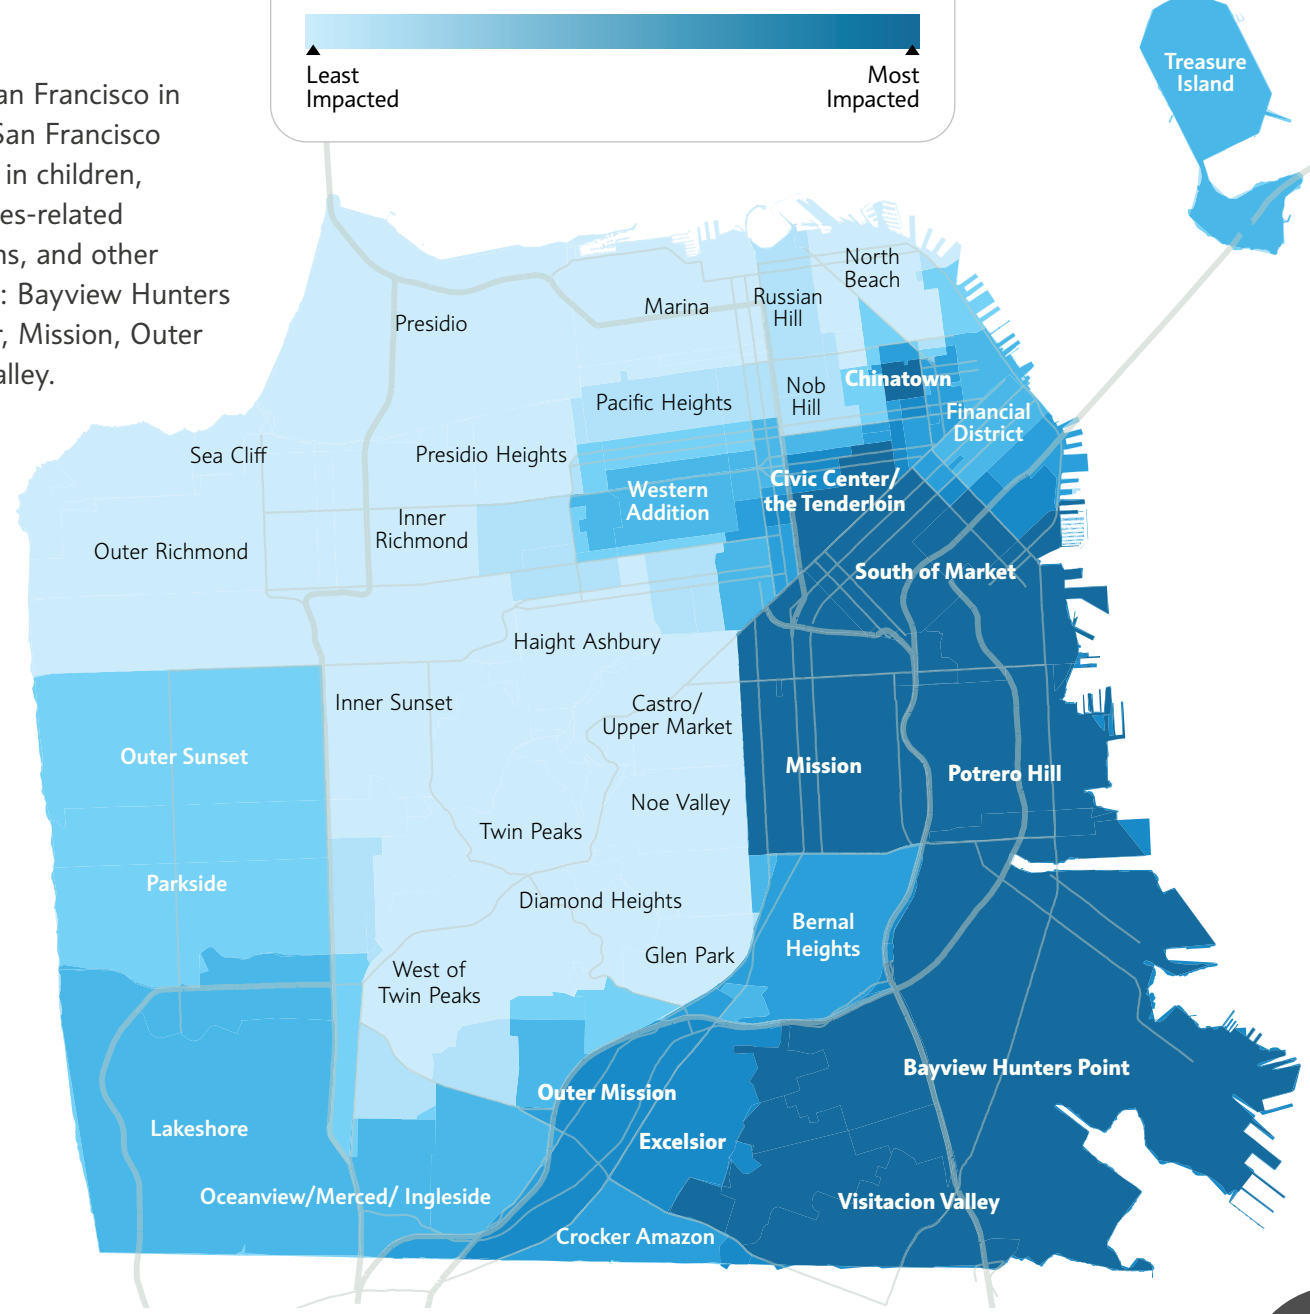 Least
Impacted
Most
Impacted
an Francisco in
San Francisco
in children,
es-related
ns, and other
: Bayview Hunters
r, Mission, Outer
alley.
Treasure
Island
North
Beach
Russian
Hill
Marina
Presidio
Chinatown
Nob
Hill
Pacific Heights
Financial
District
Sea Cliff
Presidio Heights
Western
Addition
Civic Center/
the Tenderloin
Inner
Richmond
Outer Richmond
South of Market
Haight Ashbury
Inner Sunset
Castro/
Upper Market
Outer Sunset
Mission
Potrero Hill
Noe Valley
Twin Peaks
Parkside
Diamond Heights
Bernal
Heights
Glen Park
West of
Twin Peaks
Bayview Hunters Point
Outer Mission
Lakeshore
Excelsior
Oceanview/Merced/ Ingleside
Visitacion Valley
Crocker Amazon